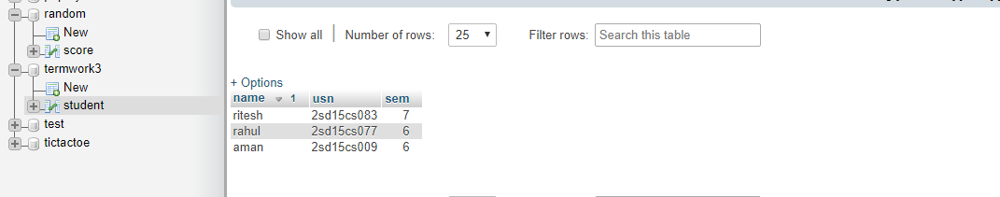 random
New
score
termwork3
New
student
test
tictactoe
Show all Number of rows: 25 Filter rows: Search this table
+ Options
name 1 usn sem
ritesh 2sd15cs083 7
rahul 2sd15cs077 6
aman 2sd15cs009 6